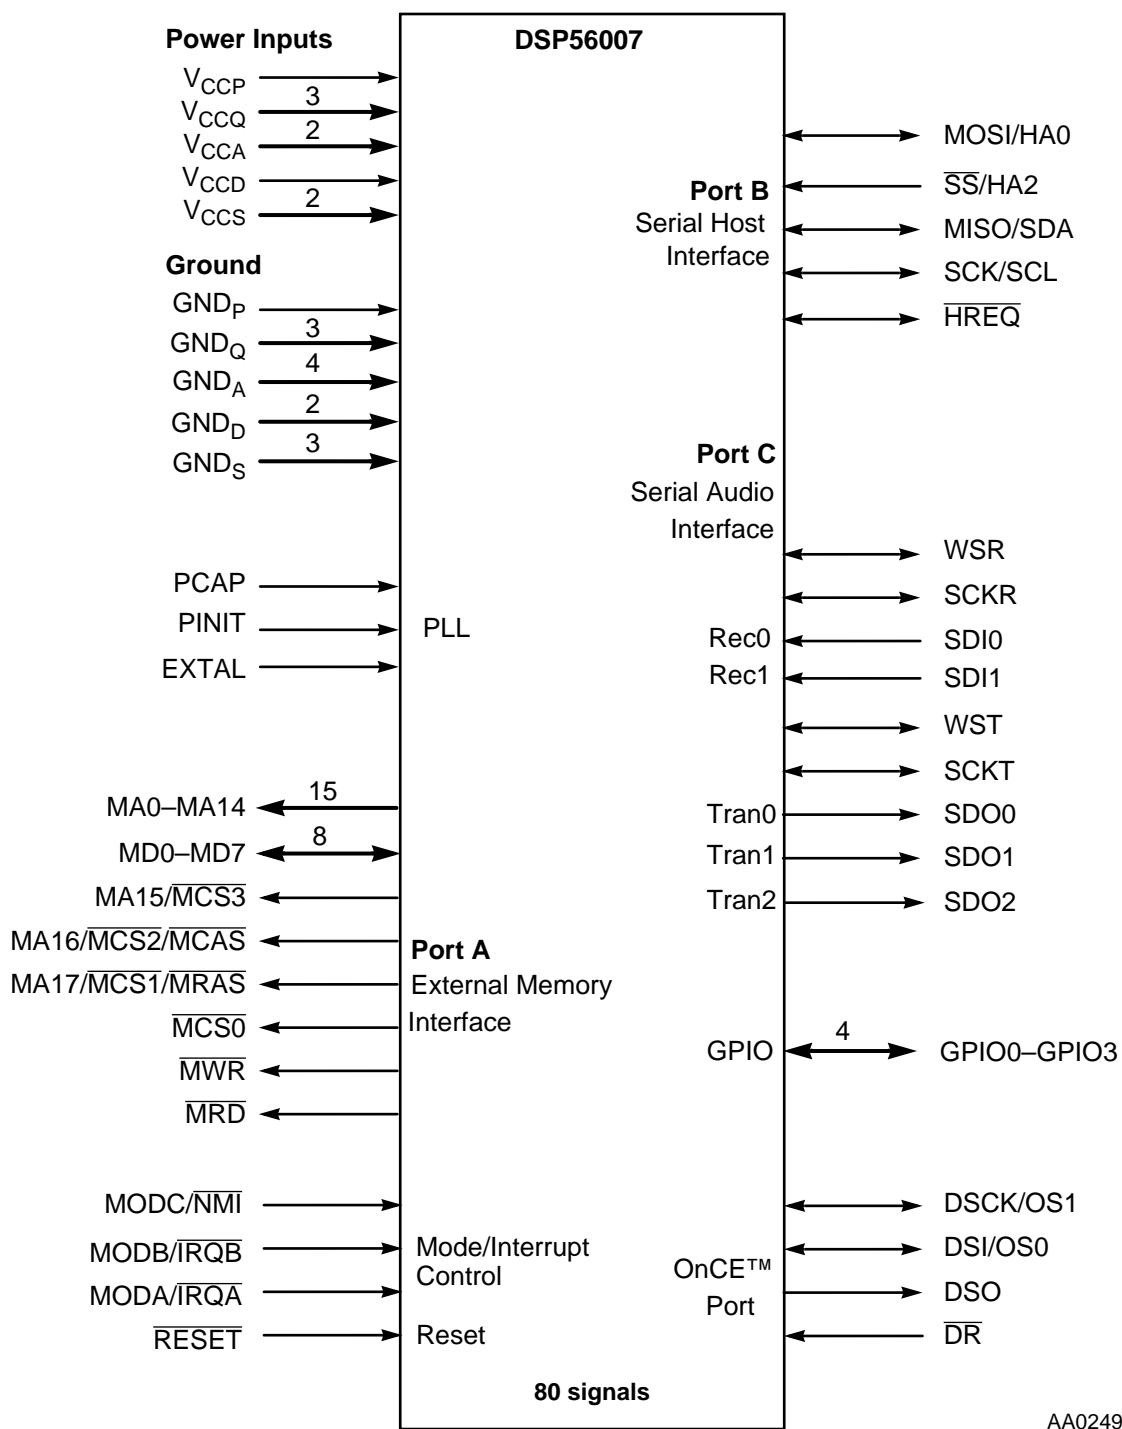 DSP56007
Power Inputs
VCCP
VCCQ 3
VCCA 2
VCCD
VCCS 2
Ground
GNDP
GNDQ 3
GNDA 4
GNDD 2
GNDS 3
PCAP
PINIT
EXTAL
PLL
MA0–MA14 15
MD0–MD7 8
MA15/MCS3
MA16/MCS2/MCAS
MA17/MCS1/MRAS
MCS0
MWR
MRD
Port A
External Memory
Interface
MODC/NMI
MODB/IRQB
MODA/IRQA
RESET
Mode/Interrupt
Control
Reset
Port B
Serial Host
Interface
MOSI/HA0
SS/HA2
MISO/SDA
SCK/SCL
HREQ
Port C
Serial Audio
Interface
WSR
SCKR
Rec0 SDI0
Rec1 SDI1
WST
SCKT
Tran0 SDO0
Tran1 SDO1
Tran2 SDO2
GPIO 4 GPIO0–GPIO3
OnCE™
Port
DSCK/OS1
DSI/OS0
DSO
DR
80 signals
AA0249